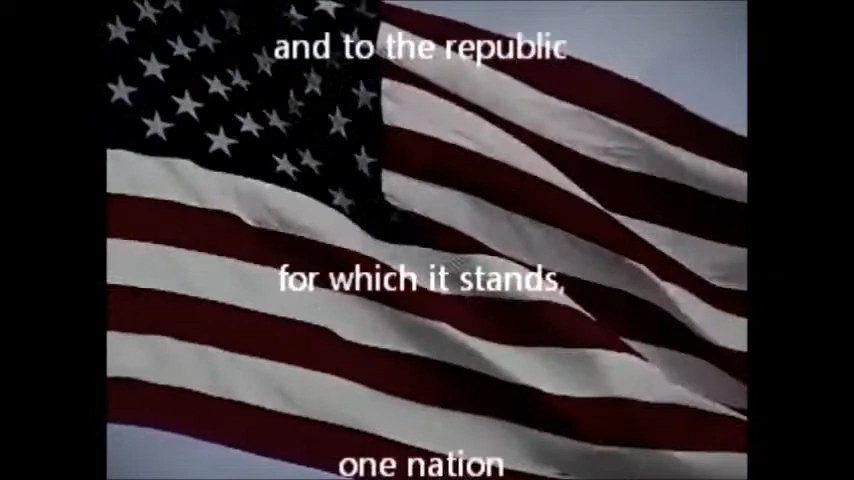 and to the republic
for which it stands,
one nation